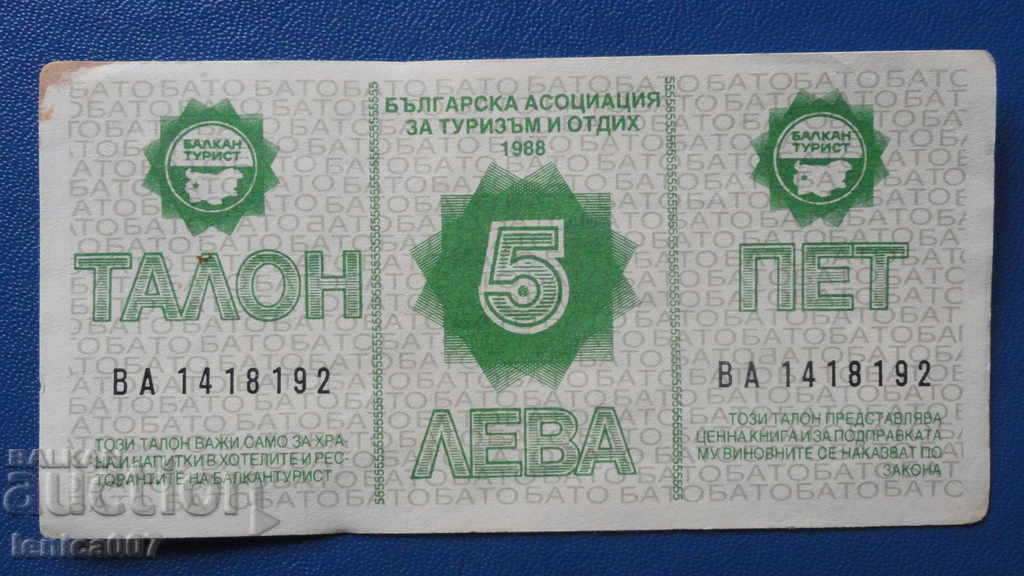 БЪЛГАРСКА АСОЦИАЦИЯ
ЗА ТУРИЗЪМ И ОТДИХ
1988
БАЛКАН
ТУРИСТ
БАЛКАН
ТУРИСТ
ТАЛОН
5
ПЕТ
ВА 1418192
ВА 1418192
ЛЕВА
ТОЗИ ТАЛОН ВАЖИ САМО ЗА ХРА
НА И НАПИТКИ В ХОТЕЛИТЕ И РЕС-
ТОРАНТИТЕ НА БАЛКАНТУРИСТ
ТОЗИ ТАЛОН ПРЕДСТАВЛЯВА
ЦЕННА КНИГА И ЗА ПОДПРАВКАТА
МУ ВИНОВНИТЕ СЕ НАКАЗВАТ ПО
ЗАКОНА
BALKAN
auction
lenica007